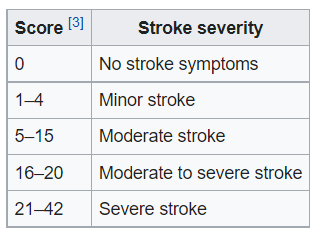 Score [3] Stroke severity
0 No stroke symptoms
1–4 Minor stroke
5–15 Moderate stroke
16–20 Moderate to severe stroke
21–42 Severe stroke